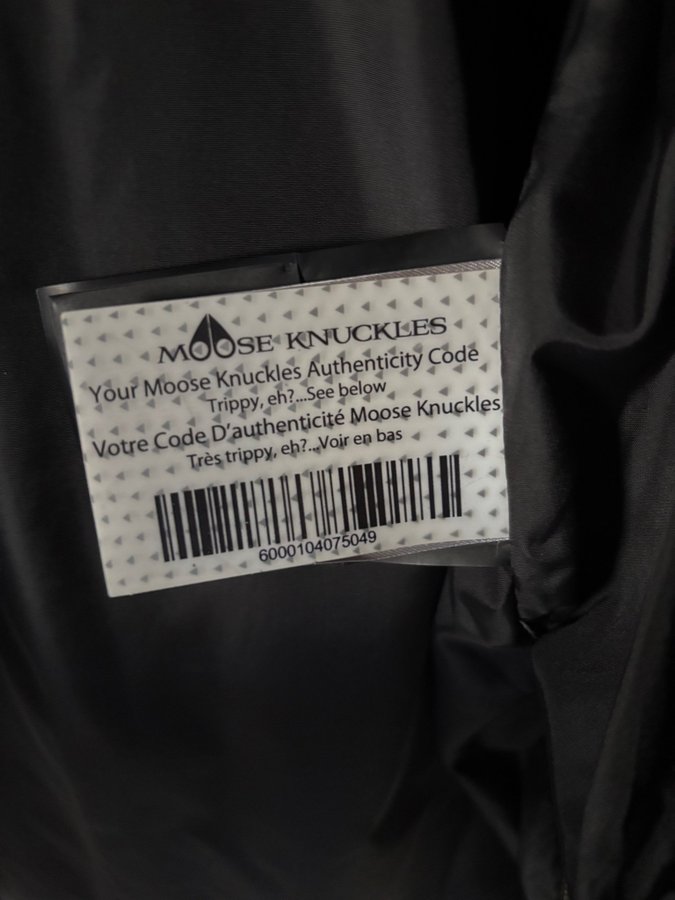 MOOSE KNUCKLES
Your Moose Knuckles Authenticity Code
Trippy, eh?...See below
Votre Code D'authenticité Moose Knuckles
Très trippy, eh?...Voir en bas
6000104075049